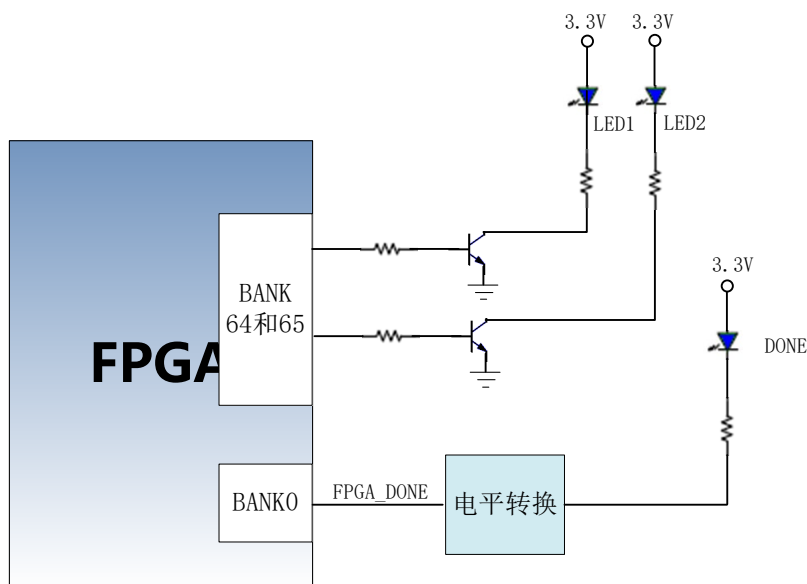 3.3V
3.3V
LED1
LED2
BANK
64和65
3.3V
FPGA
DONE
BANK0
FPGA_DONE
电平转换